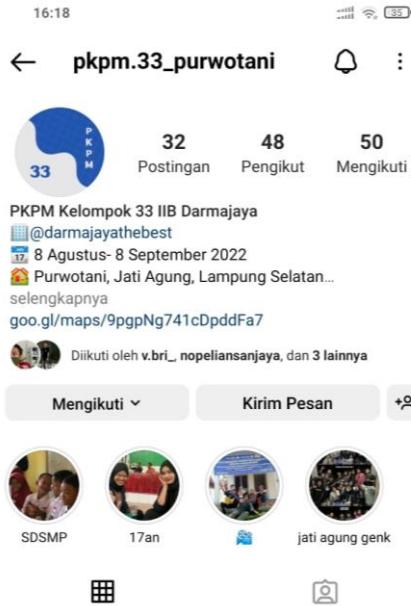 16:18
35
pkpm.33_purwotani
PKPM
33
32
48
50
Postingan
Pengikut
Mengikuti
PKPM Kelompok 33 IIB Darmajaya
@darmajayathebest
17 8 Agustus- 8 September 2022
Purwotani, Jati Agung, Lampung Selatan...
selengkapnya
goo.gl/maps/9pgpNg741cDpddFa7
Diikuti oleh v.bri_, nopeliansanjaya, dan 3 lainnya
Mengikuti
Kirim Pesan
SDSMP
17an
jati agung genk